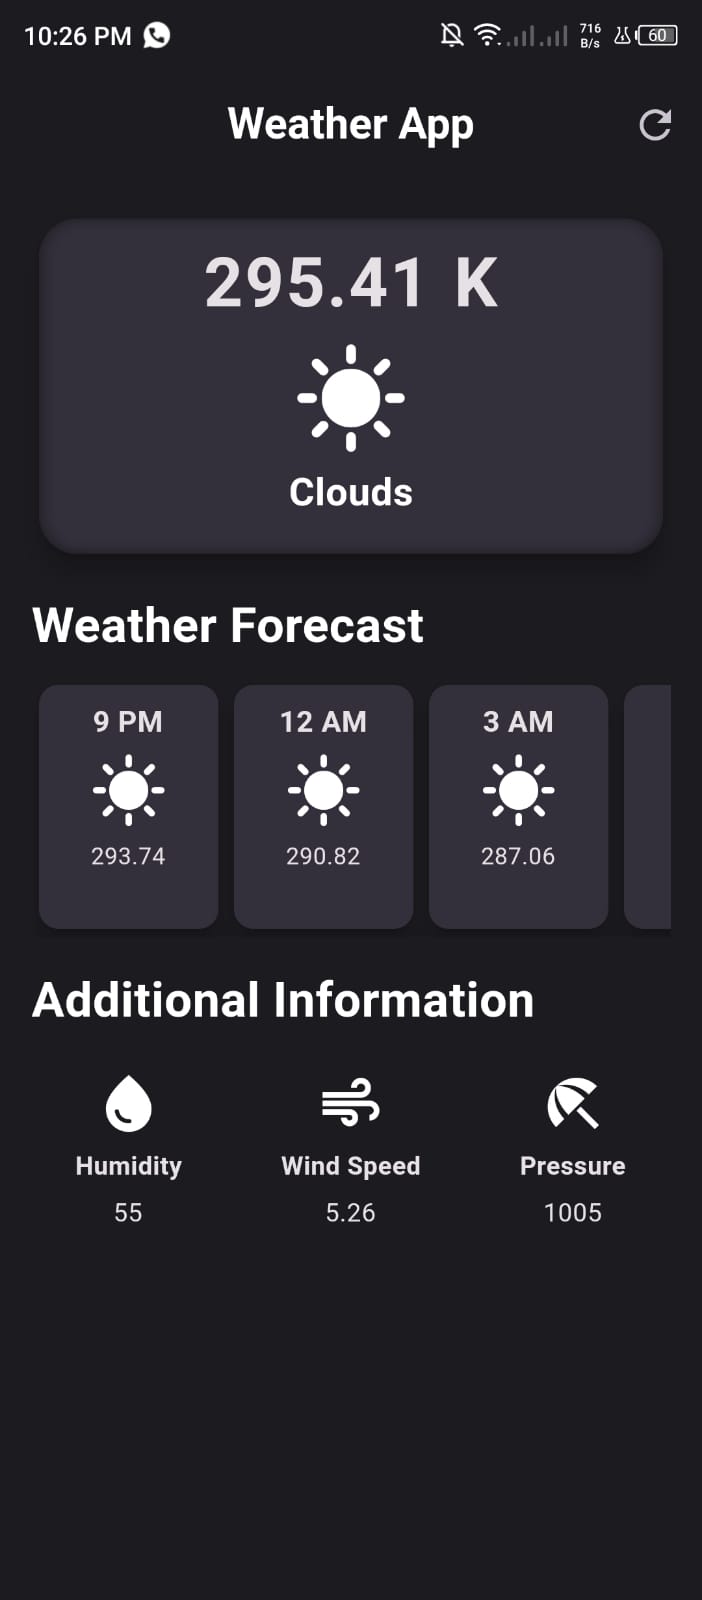 10:26 PM 716 B/s 60
Weather App
295.41 K
Clouds
Weather Forecast
9 PM 12 AM 3 AM
293.74 290.82 287.06
Additional Information
Humidity Wind Speed Pressure
55 5.26 1005